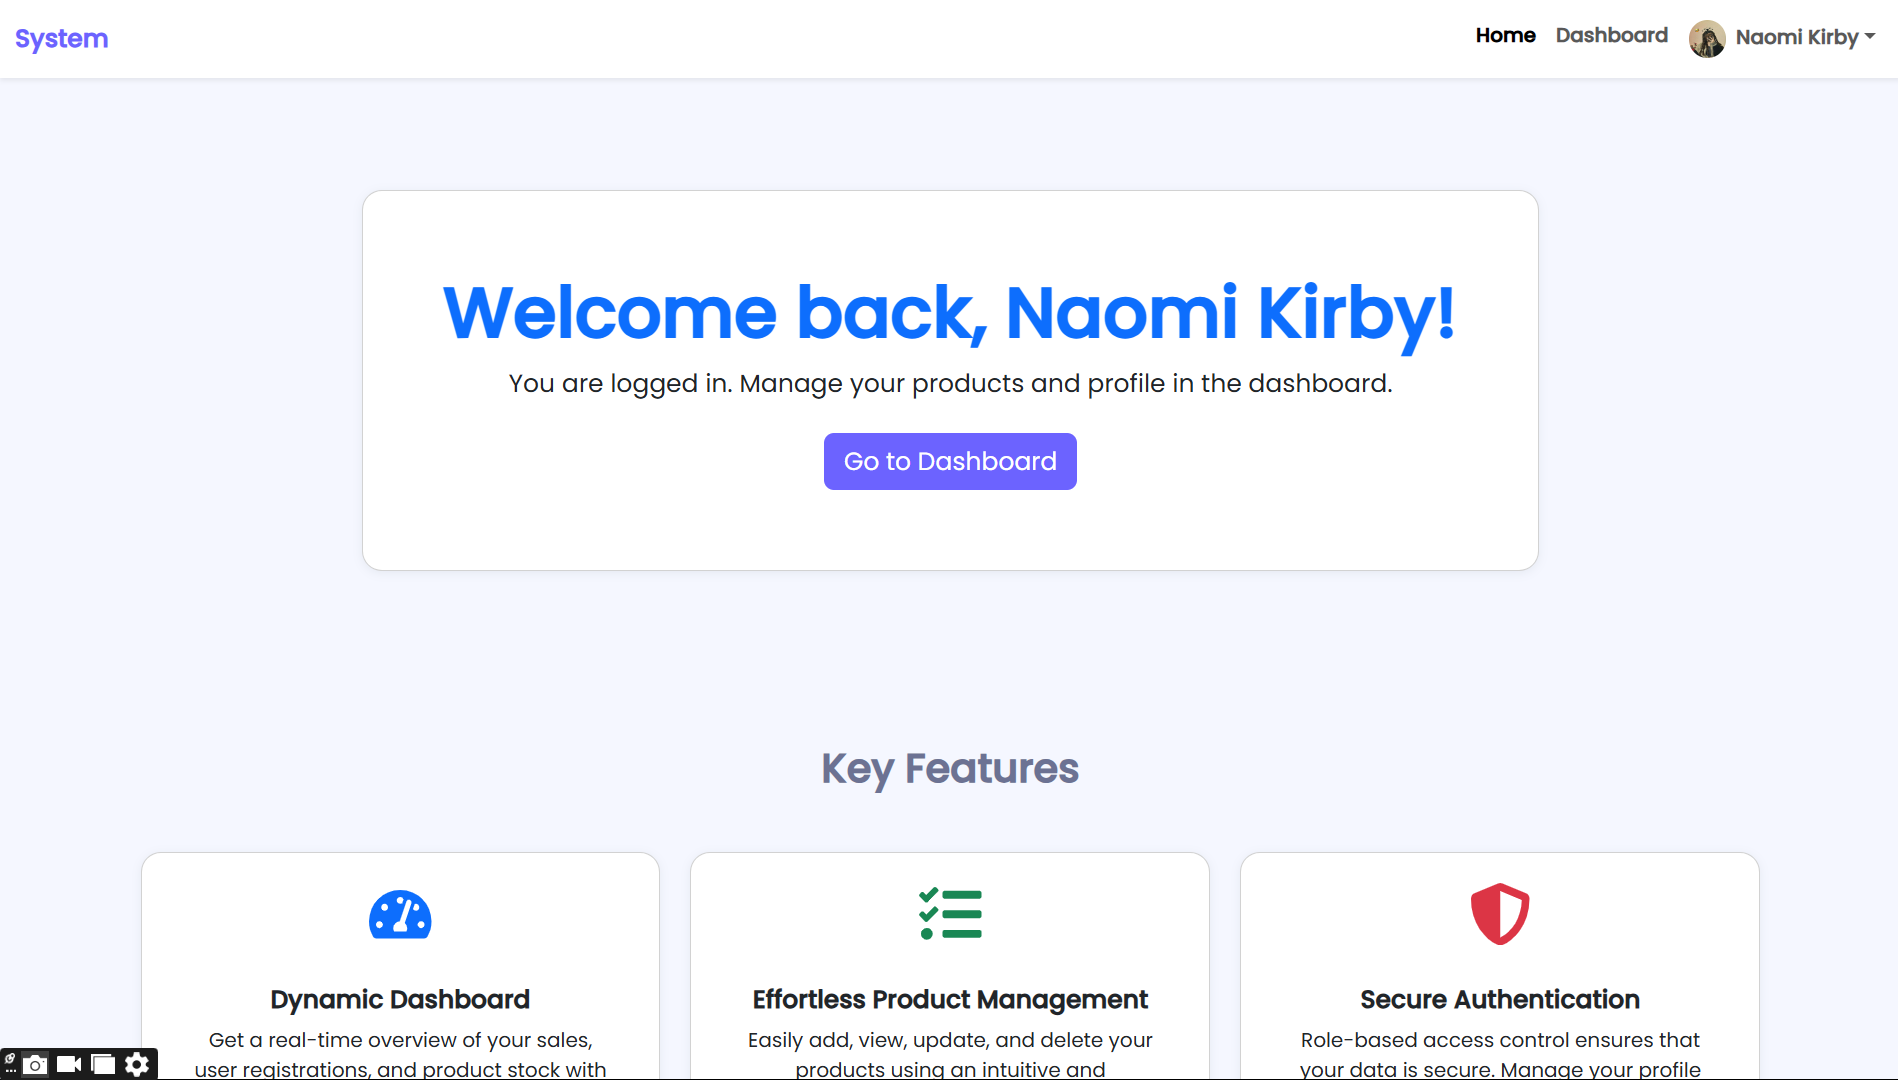 System
Home
Dashboard
Naomi Kirby
Welcome back, Naomi Kirby!
You are logged in. Manage your products and profile in the dashboard.
Go to Dashboard
Key Features
Dynamic Dashboard
Get a real-time overview of your sales,
user registrations, and product stock with
Effortless Product Management
Easily add, view, update, and delete your
products using an intuitive and
Secure Authentication
Role-based access control ensures that
your data is secure. Manage your profile